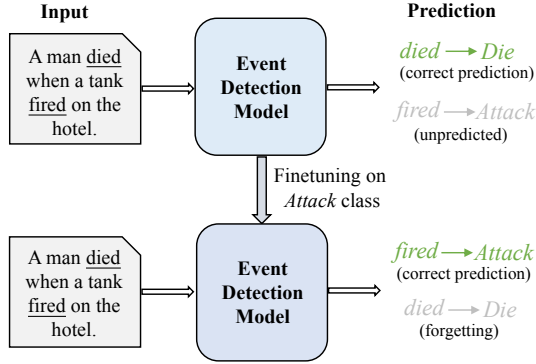 Input
Prediction
A man died
when a tank
fired on the
hotel.
Event
Detection
Model
died → Die
(correct prediction)
fired → Attack
(unpredicted)
Finetuning on
Attack class
A man died
when a tank
fired on the
hotel.
Event
Detection
Model
fired → Attack
(correct prediction)
died → Die
(forgetting)